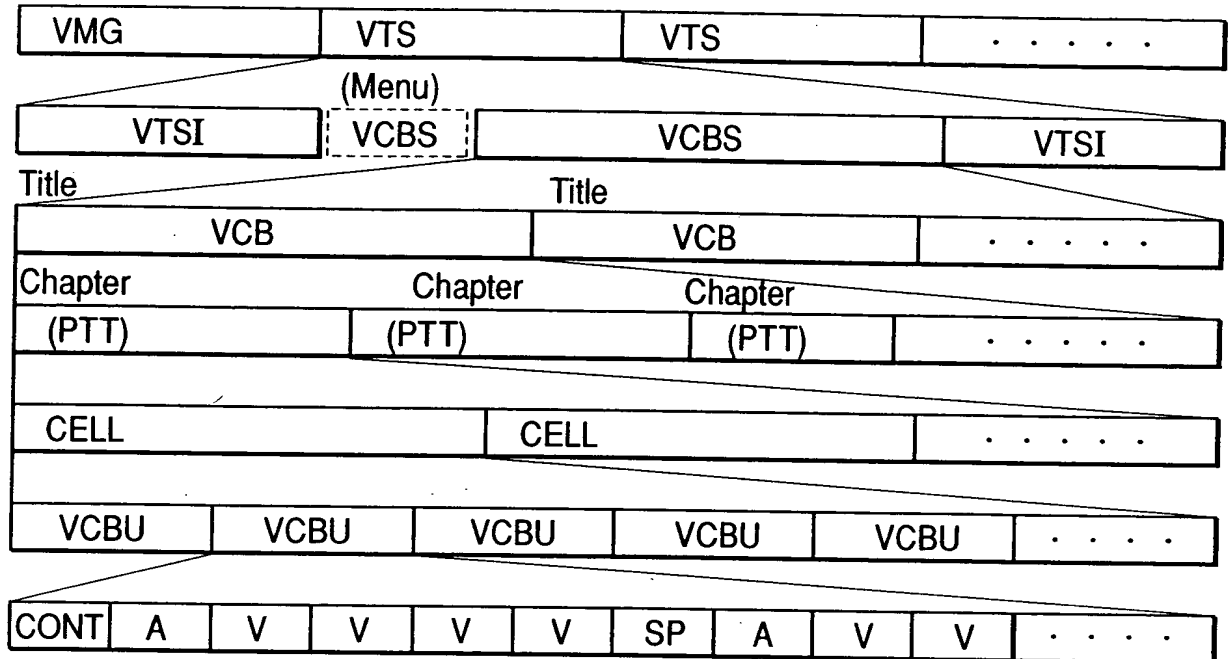 VMG VTS VTS . . . . .
(Menu)
VTSI VCBS VCBS VTSI
Title Title
VCB VCB . . . . .
Chapter Chapter Chapter
(PTT) (PTT) (PTT) . . . . .
CELL CELL . . . . .
VCBU VCBU VCBU VCBU VCBU . . . .
CONT A V V V V SP A V V . . . .